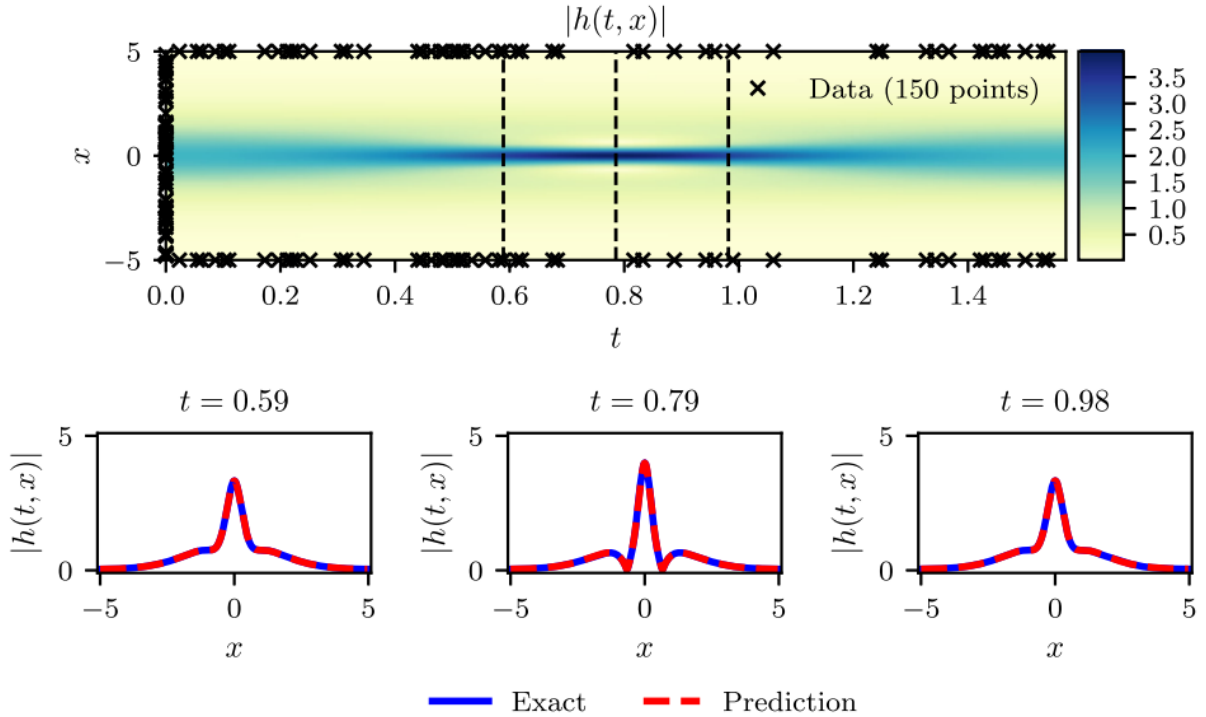 |h(t, x)|
5
0
−5
x
Data (150 points)
3.5
3.0
2.5
2.0
1.5
1.0
0.5
0.0 0.2 0.4 0.6 0.8 1.0 1.2 1.4
t
t = 0.59 t = 0.79 t = 0.98
5 5 5
|h(t, x)| |h(t, x)| |h(t, x)|
0 0 0
−5 0 5 −5 0 5 −5 0 5
x x x
Exact Prediction